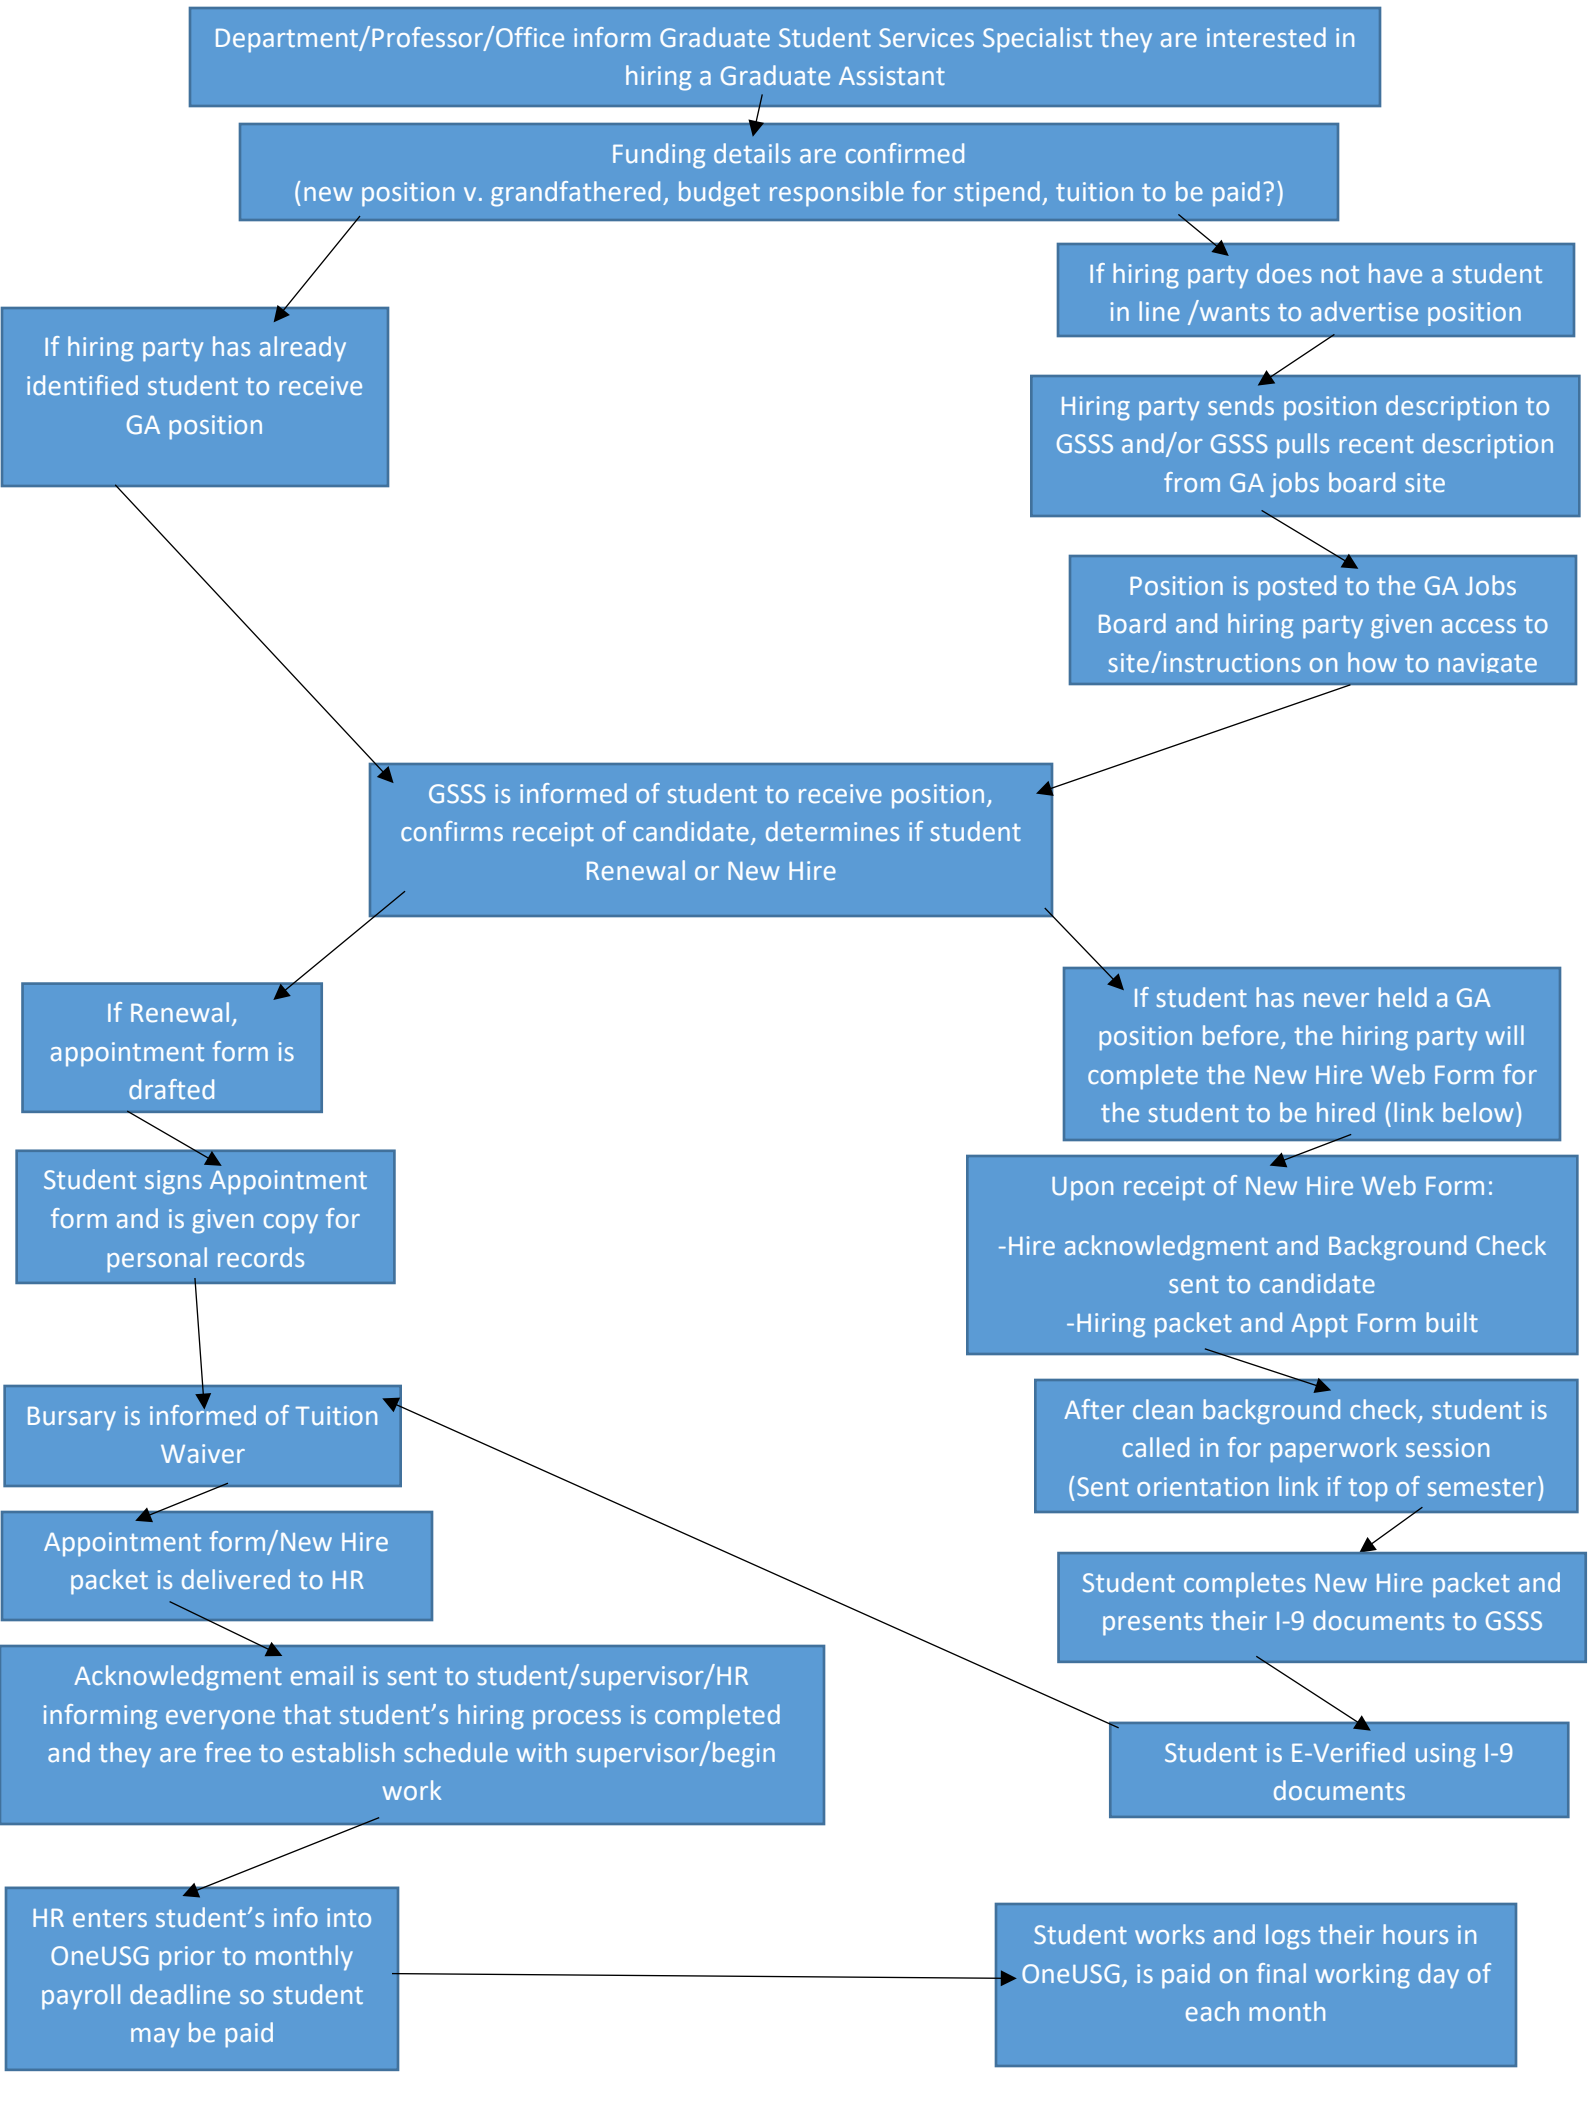 Department/Professor/Office inform Graduate Student Services Specialist they are interested in
hiring a Graduate Assistant
Funding details are confirmed
(new position v. grandfathered, budget responsible for stipend, tuition to be paid?)
If hiring party does not have a student
in line /wants to advertise position
If hiring party has already
identified student to receive
GA position
Hiring party sends position description to
GSSS and/or GSSS pulls recent description
from GA jobs board site
Position is posted to the GA Jobs
Board and hiring party given access to
site/instructions on how to navigate
GSSS is informed of student to receive position,
confirms receipt of candidate, determines if student
Renewal or New Hire
If Renewal,
appointment form is
drafted
Student signs Appointment
form and is given copy for
personal records
If student has never held a GA
position before, the hiring party will
complete the New Hire Web Form for
the student to be hired (link below)
Upon receipt of New Hire Web Form:
-Hire acknowledgment and Background Check
sent to candidate
-Hiring packet and Appt Form built
After clean background check, student is
called in for paperwork session
(Sent orientation link if top of semester)
Student completes New Hire packet and
presents their I-9 documents to GSSS
Student is E-Verified using I-9
documents
Bursary is informed of Tuition
Waiver
Appointment form/New Hire
packet is delivered to HR
Acknowledgment email is sent to student/supervisor/HR
informing everyone that student’s hiring process is completed
and they are free to establish schedule with supervisor/begin
work
HR enters student’s info into
OneUSG prior to monthly
payroll deadline so student
may be paid
Student works and logs their hours in
OneUSG, is paid on final working day of
each month